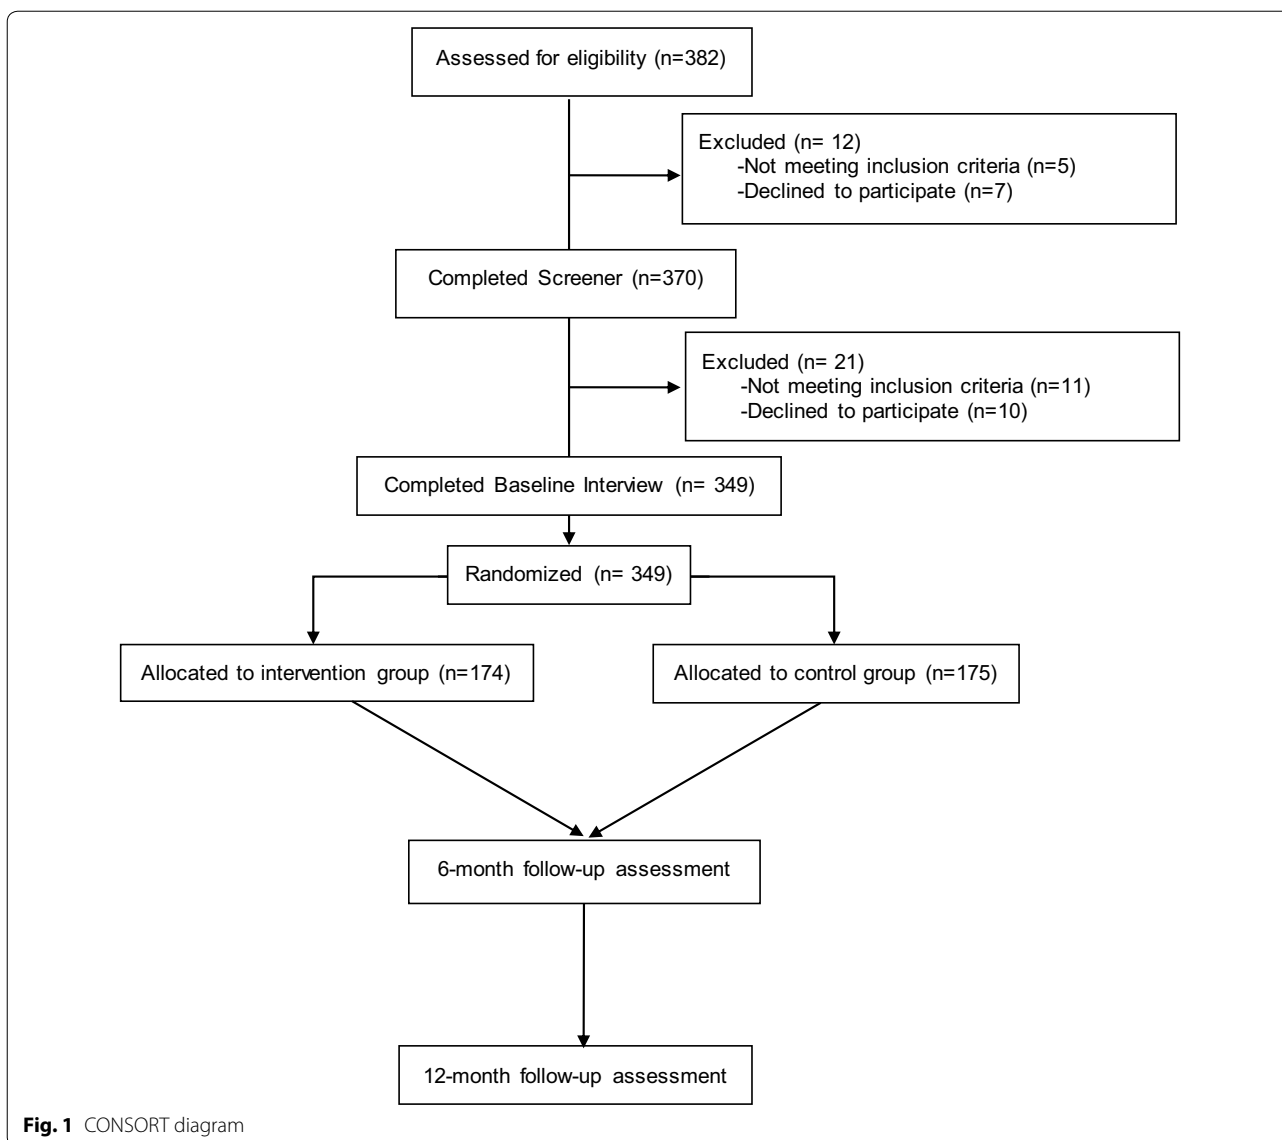 Assessed for eligibility (n=382)
Excluded (n= 12)
-Not meeting inclusion criteria (n=5)
-Declined to participate (n=7)
Completed Screener (n=370)
Excluded (n= 21)
-Not meeting inclusion criteria (n=11)
-Declined to participate (n=10)
Completed Baseline Interview (n= 349)
Randomized (n= 349)
Allocated to intervention group (n=174)
Allocated to control group (n=175)
6-month follow-up assessment
12-month follow-up assessment
Fig. 1 CONSORT diagram